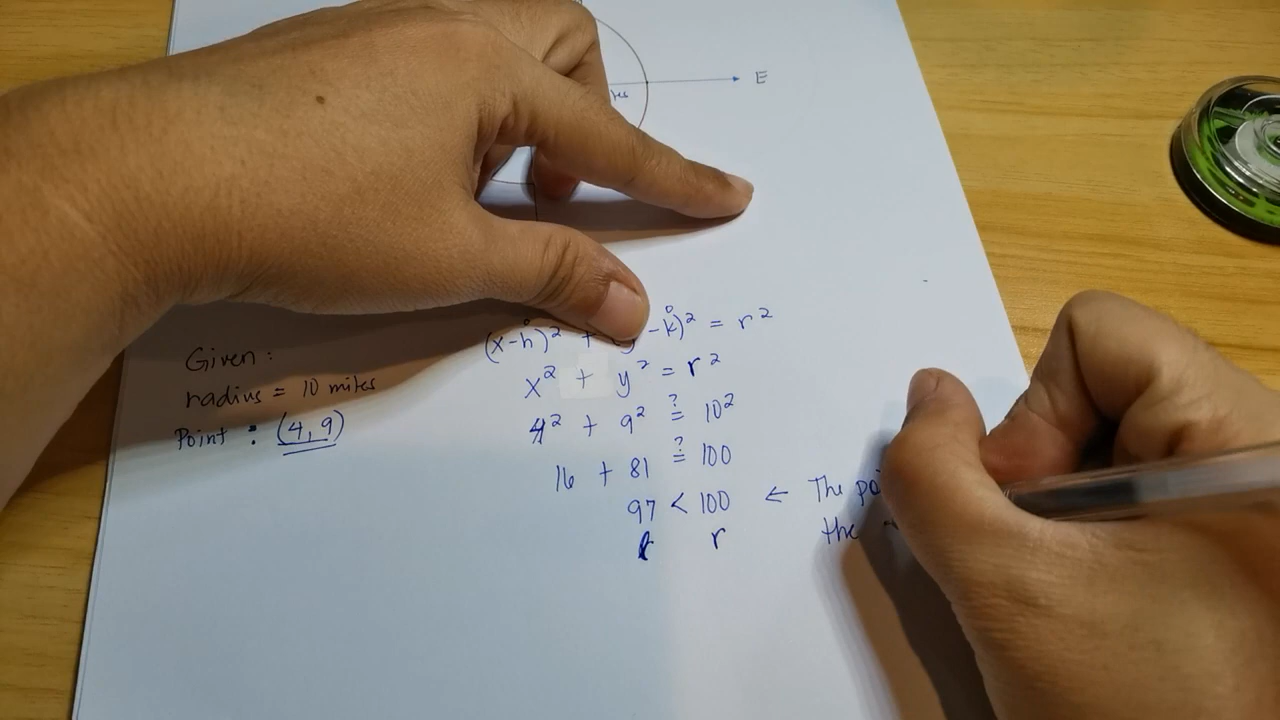 E
Given:
radius = 10 miles
Point : (4, 9)
(x-h)² + (y-k)² = r²
x² + y² = r²
4² + 9² ≟ 10²
16 + 81 ≟ 100
97 < 100 ← The
r
the